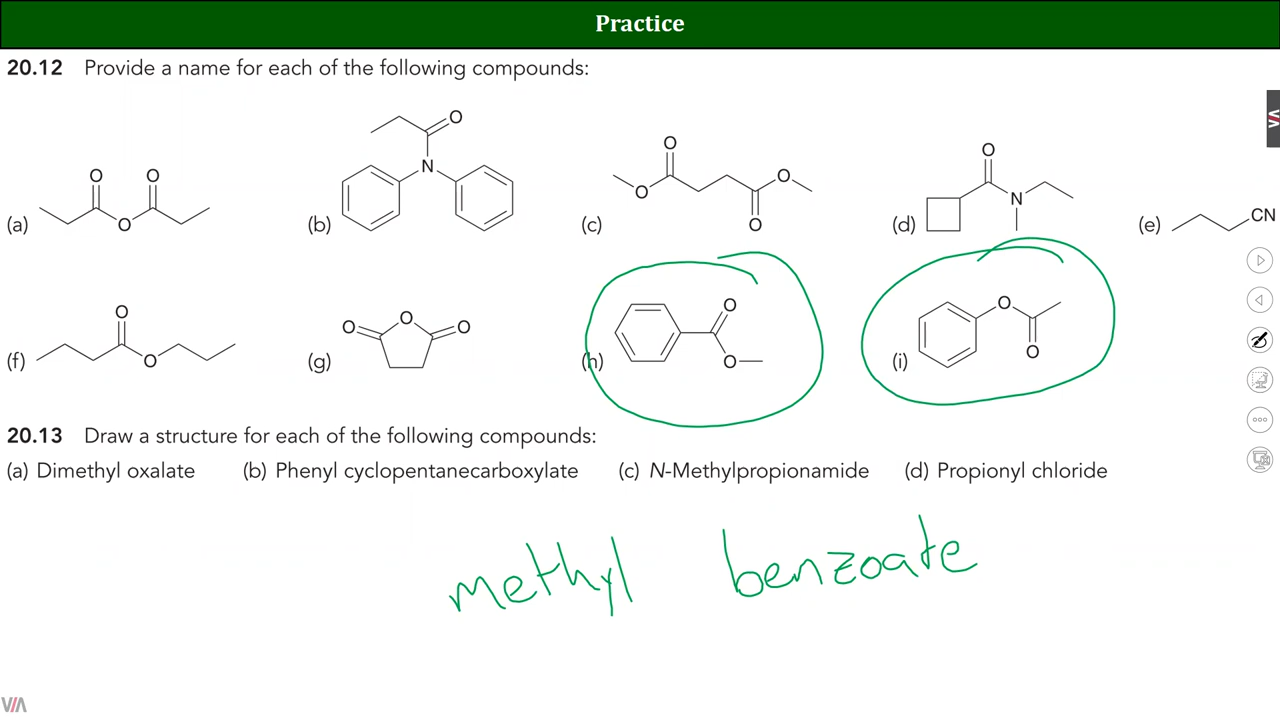 Practice
20.12 Provide a name for each of the following compounds:
(a) O O O
(b) O N
(c) O O O O
(d) O N
(e) CN
(f) O O
(g) O O O
(h) O O
(i) O O
20.13 Draw a structure for each of the following compounds:
(a) Dimethyl oxalate (b) Phenyl cyclopentanecarboxylate (c) N-Methylpropionamide (d) Propionyl chloride
methyl benzoate
VIA